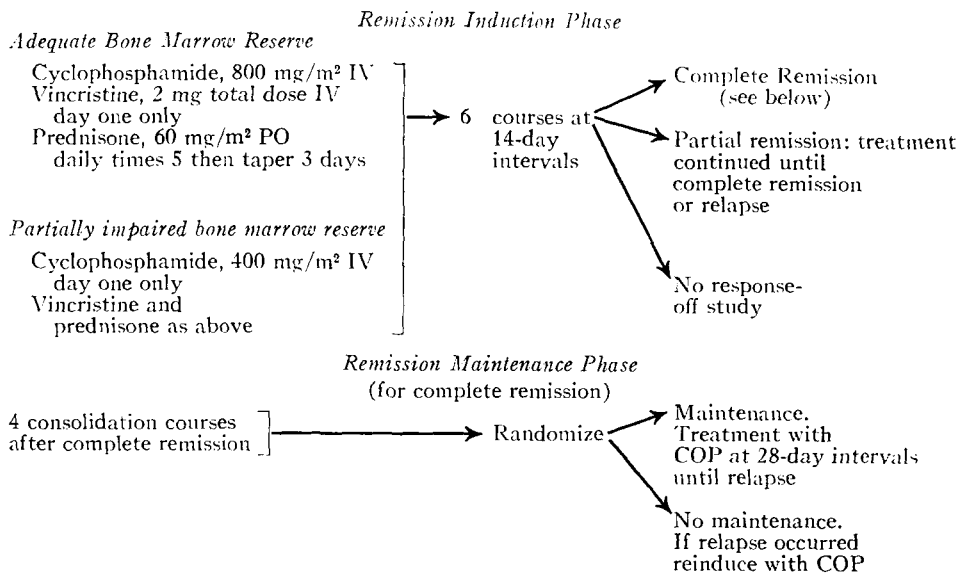 Remission Induction Phase
Adequate Bone Marrow Reserve
Cyclophosphamide, 800 mg/m² IV
Vincristine, 2 mg total dose IV
day one only
Prednisone, 60 mg/m² PO
daily times 5 then taper 3 days
Partially impaired bone marrow reserve
Cyclophosphamide, 400 mg/m² IV
day one only
Vincristine and
prednisone as above
6 courses at
14-day
intervals
Complete Remission
(see below)
Partial remission: treatment
continued until
complete remission
or relapse
No response-
off study
Remission Maintenance Phase
(for complete remission)
4 consolidation courses
after complete remission
Randomize
Maintenance.
Treatment with
COP at 28-day intervals
until relapse
No maintenance.
If relapse occurred
reinduce with COP